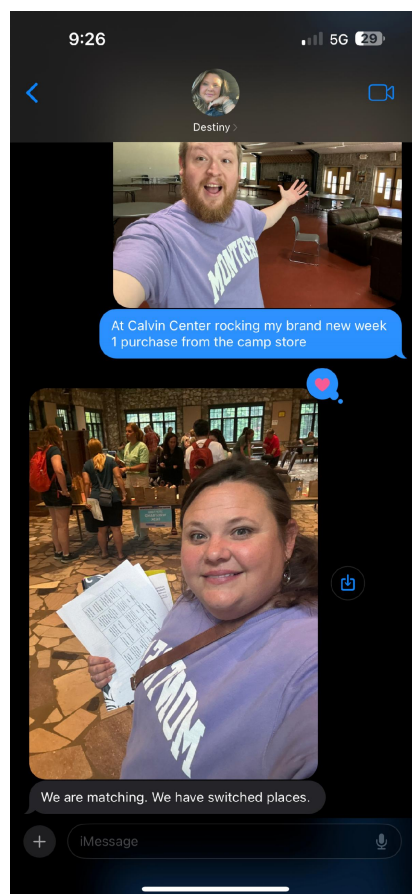 9:26
5G 29
Destiny
MONTRE
At Calvin Center rocking my brand new week
1 purchase from the camp store
We are matching. We have switched places.
iMessage